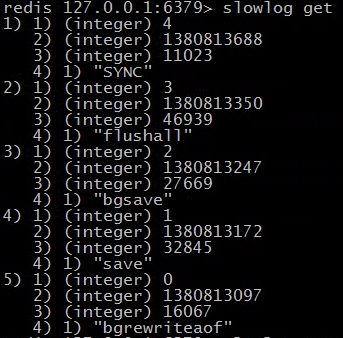 redis 127.0.0.1:6379> slowlog get
1) 1) (integer) 4
2) (integer) 1380813688
3) (integer) 11023
4) 1) "SYNC"
2) 1) (integer) 3
2) (integer) 1380813350
3) (integer) 46939
4) 1) "flushall"
3) 1) (integer) 2
2) (integer) 1380813247
3) (integer) 27669
4) 1) "bgsave"
4) 1) (integer) 1
2) (integer) 1380813172
3) (integer) 32845
4) 1) "save"
5) 1) (integer) 0
2) (integer) 1380813097
3) (integer) 16067
4) 1) "bgrewriteaof"